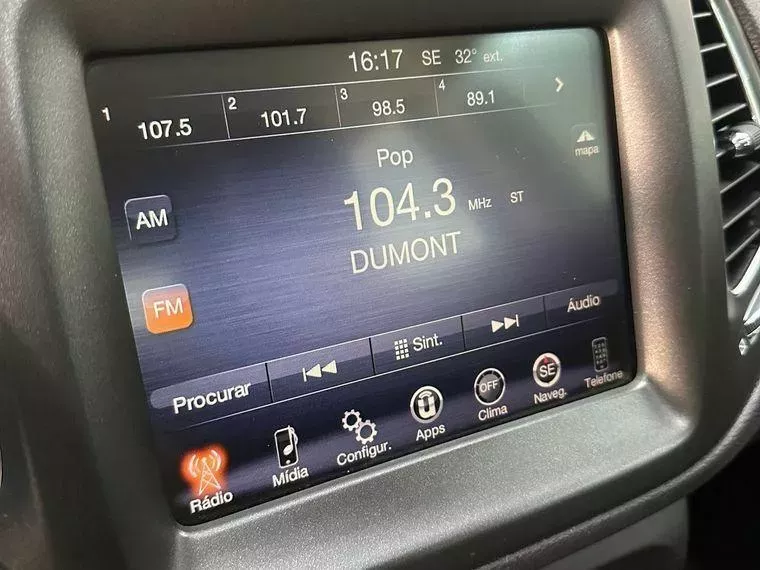 16:17 SE 32° ext.
1 107.5 2 101.7 3 98.5 4 89.1
mapa
Pop
AM
104.3 MHz ST
DUMONT
FM
Procurar Sint. Áudio
Rádio Mídia Configur. Apps OFF Clima SE Naveg. Telefone